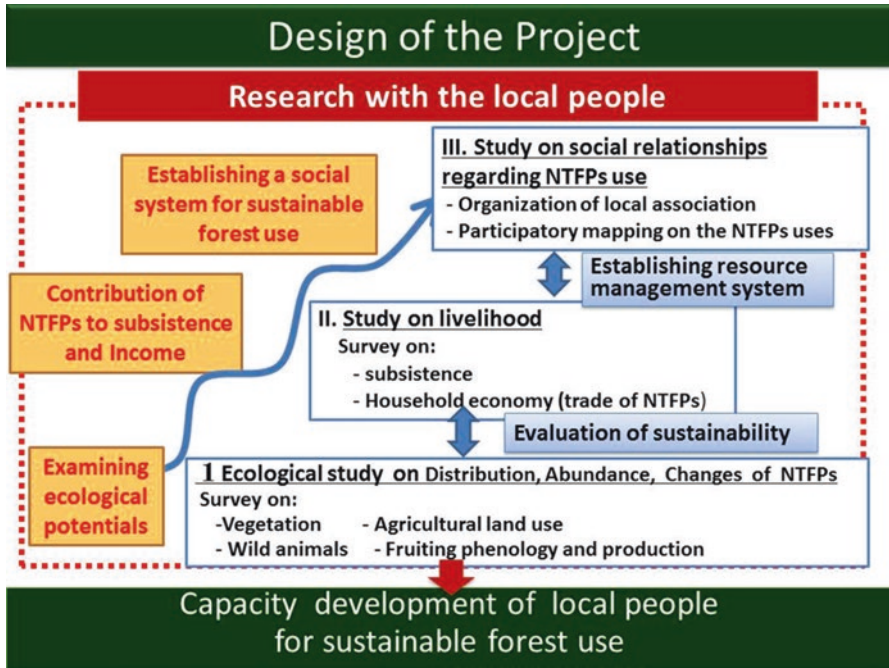 Design of the Project
Research with the local people
III. Study on social relationships
regarding NTFPs use
- Organization of local association
- Participatory mapping on the NTFPs uses
Establishing a social
system for sustainable
forest use
Establishing resource
management system
Contribution of
NTFPs to subsistence
and Income
II. Study on livelihood
Survey on:
- subsistence
- Household economy (trade of NTFPs)
Evaluation of sustainability
Examining
ecological
potentials
1 Ecological study on Distribution, Abundance, Changes of NTFPs
Survey on:
-Vegetation - Agricultural land use
- Wild animals - Fruiting phenology and production
Capacity development of local people
for sustainable forest use